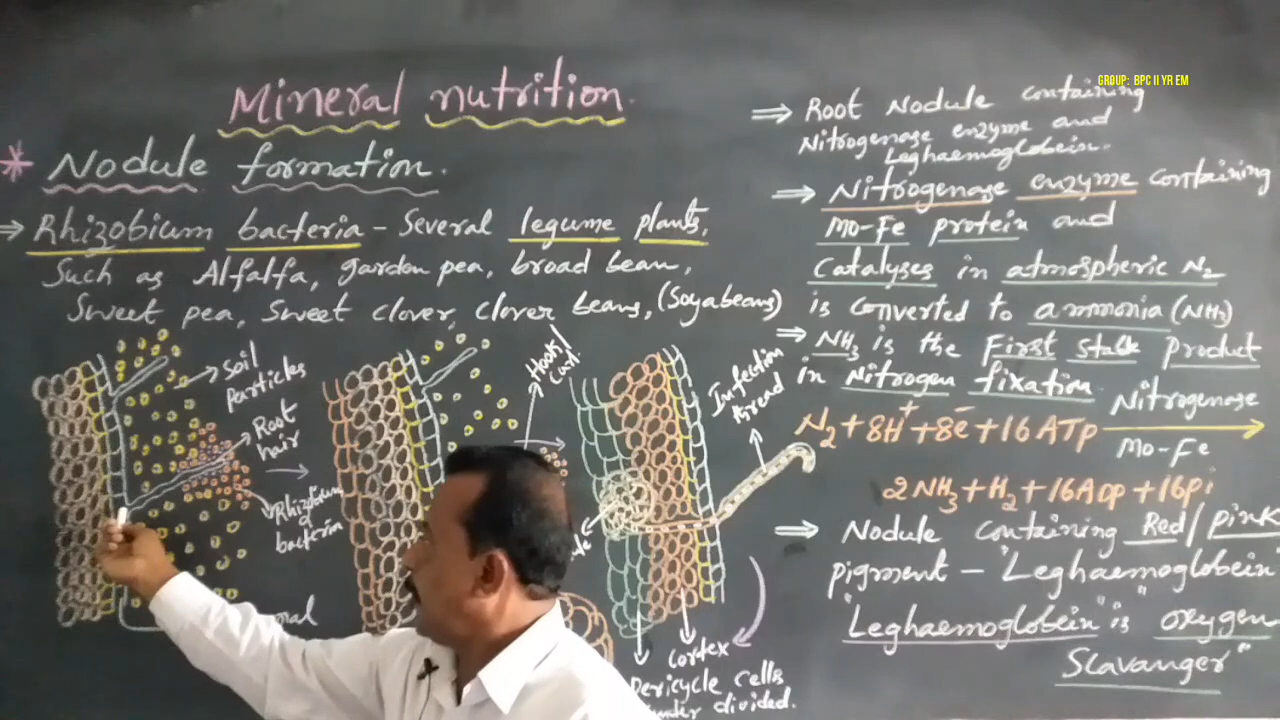 GROUP: BPC II YR EM
Mineral nutrition.
* Nodule formation.
⇒ Rhizobium bacteria - Several legume plants,
Such as Alfalfa, garden pea, broad bean,
Sweet pea, Sweet clover, clover beans, (Soyabeans)
Soil
Particles
Root
hair
Rhizobium
bacteria
Hook/
Curl
Infection
thread
Cortex
Pericycle cells
under divided.
⇒ Root Nodule containing
Nitrogenase enzyme and
Leghaemoglobein.
⇒ Nitrogenase enzyme containing
Mo-Fe protein and
Catalyses in atmospheric N₂
is converted to ammonia (NH₃)
⇒ NH₃ is the First stable Product
in Nitrogen fixation.
N₂ + 8H⁺ + 8e⁻ + 16 ATP
Nitrogenase
Mo-Fe
2NH₃ + H₂ + 16ADP + 16Pi
⇒ Nodule containing Red/pink
pigment - "Leghaemoglobein
"Leghaemoglobein" is "oxygen
Scavanger"